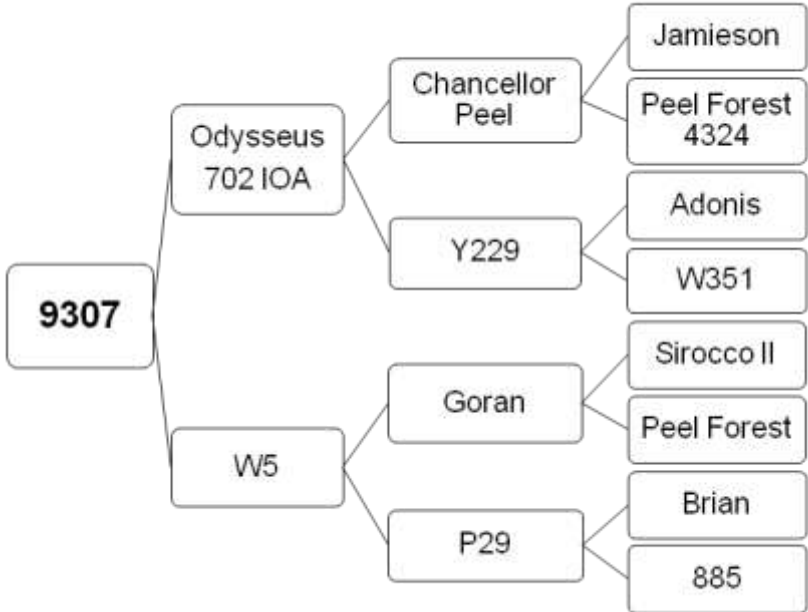 Jamieson
Chancellor
Peel
Peel Forest
4324
Odysseus
702 IOA
Adonis
Y229
W351
9307
Sirocco II
Goran
Peel Forest
W5
Brian
P29
885